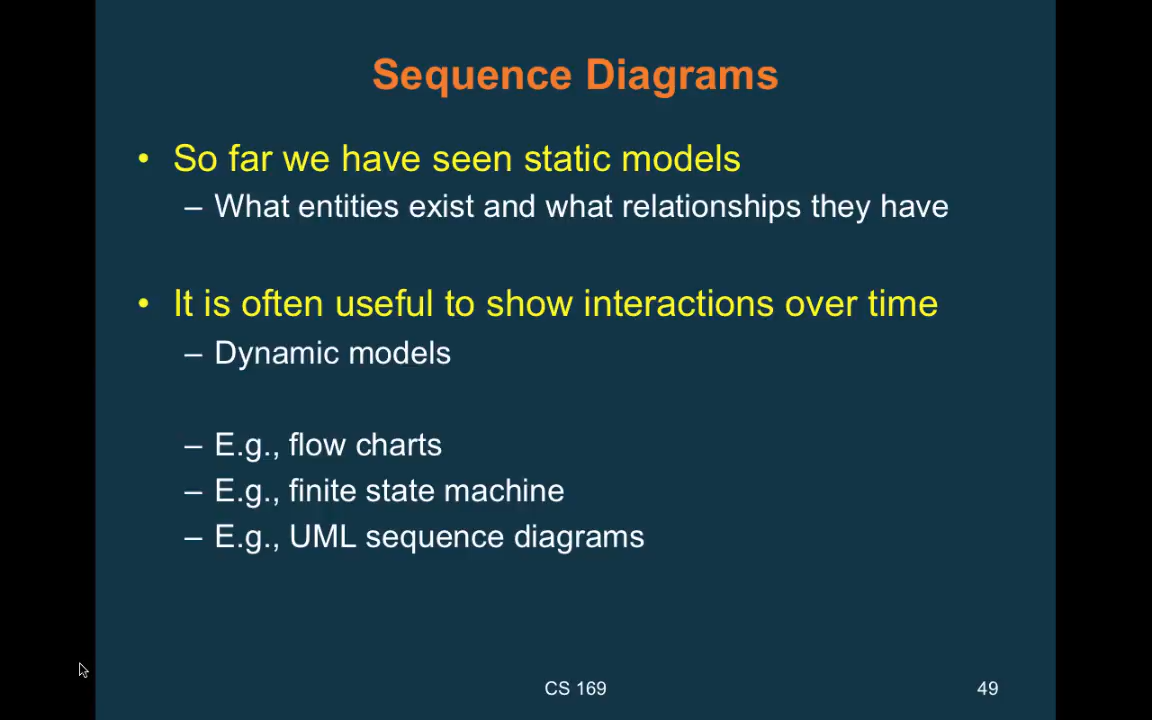 Sequence Diagrams
• So far we have seen static models
– What entities exist and what relationships they have
• It is often useful to show interactions over time
– Dynamic models
– E.g., flow charts
– E.g., finite state machine
– E.g., UML sequence diagrams
CS 169
49